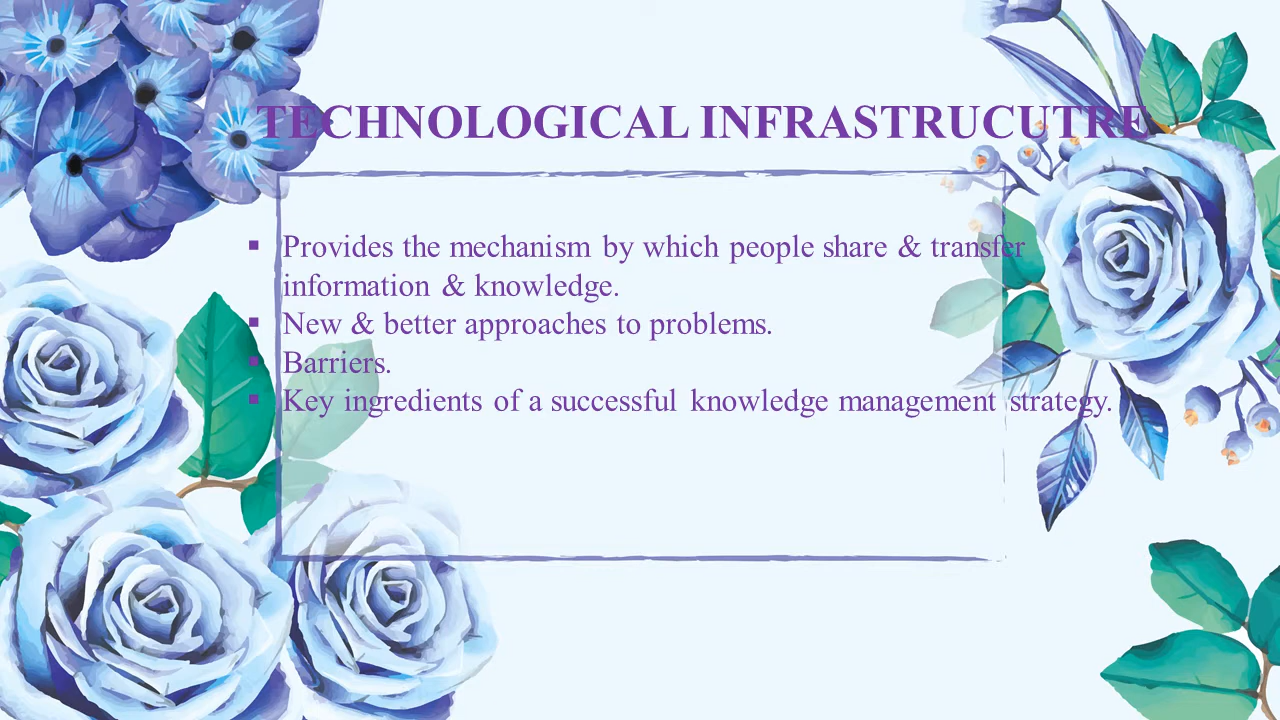 TECHNOLOGICAL INFRASTRUCUTRE
▪ Provides the mechanism by which people share & transfer
information & knowledge.
▪ New & better approaches to problems.
▪ Barriers.
▪ Key ingredients of a successful knowledge management strategy.